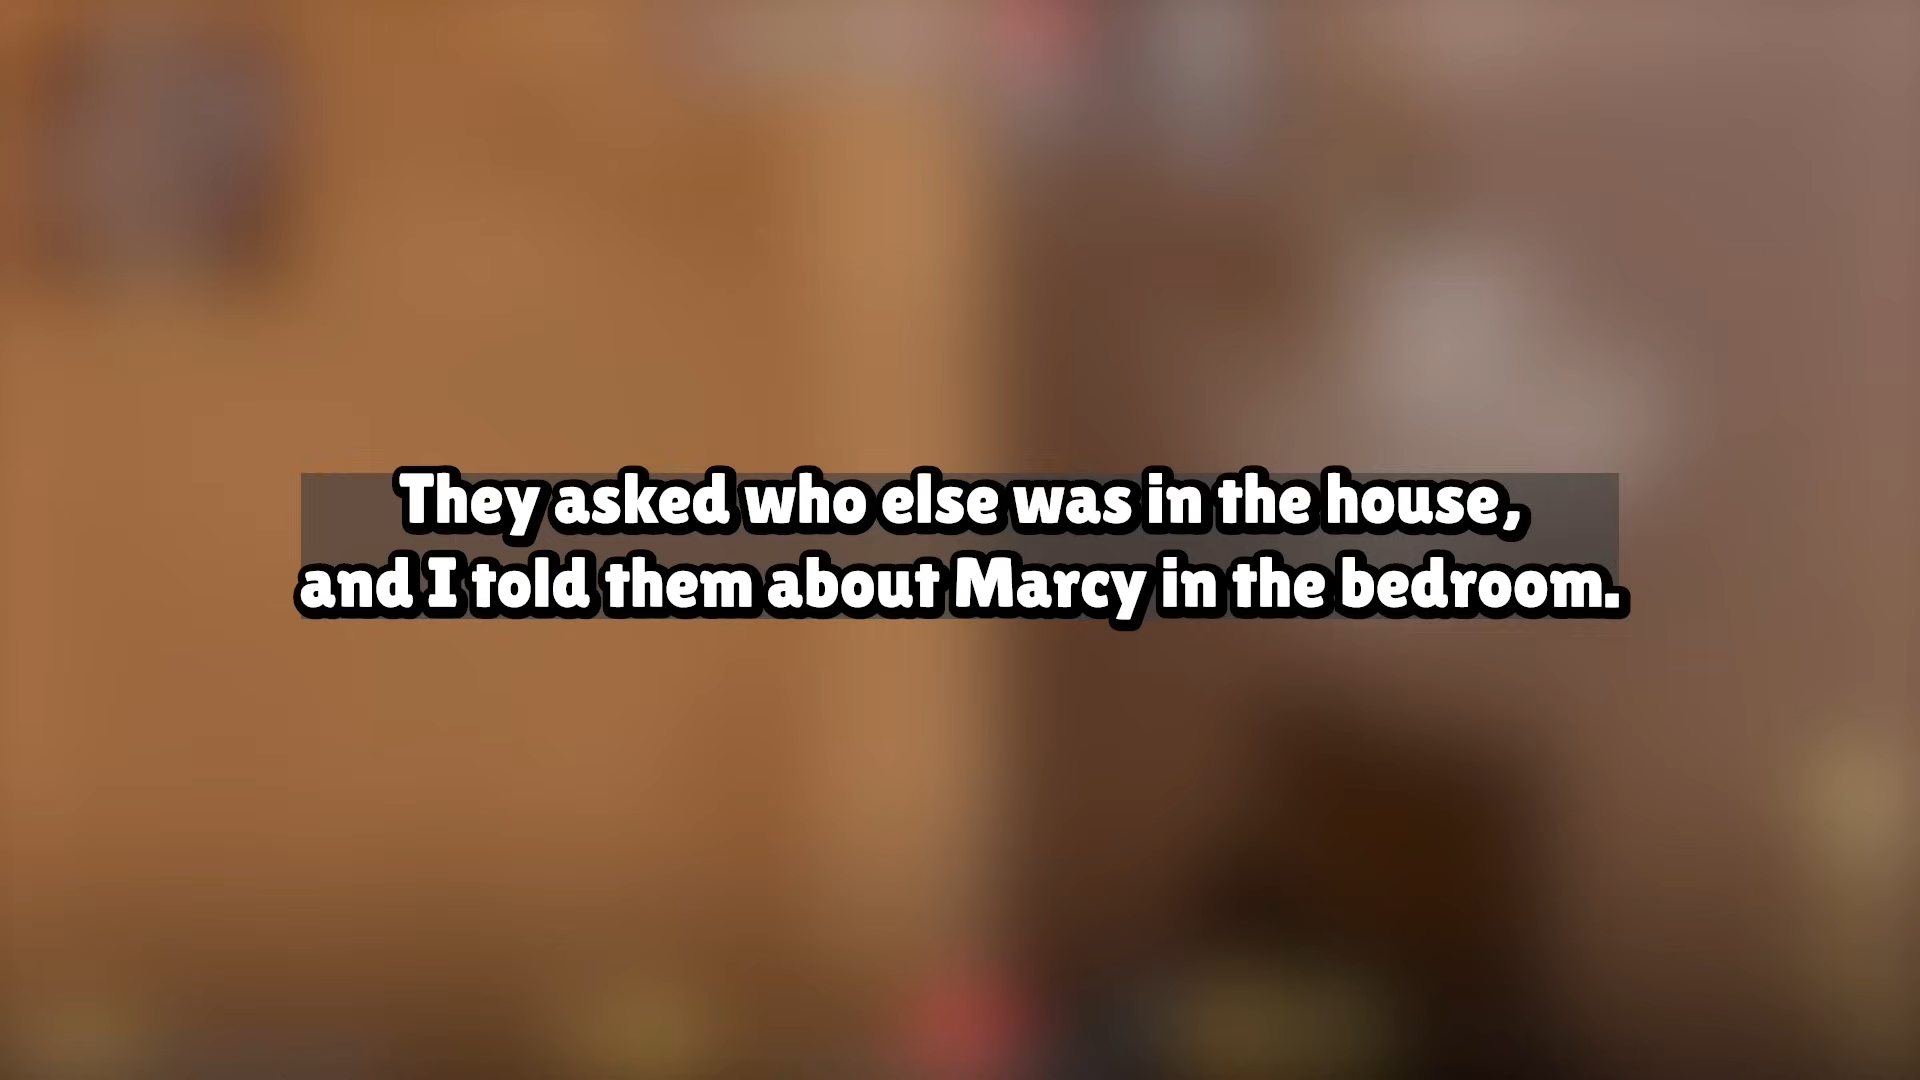 They asked who else was in the house,
and I told them about Marcy in the bedroom.